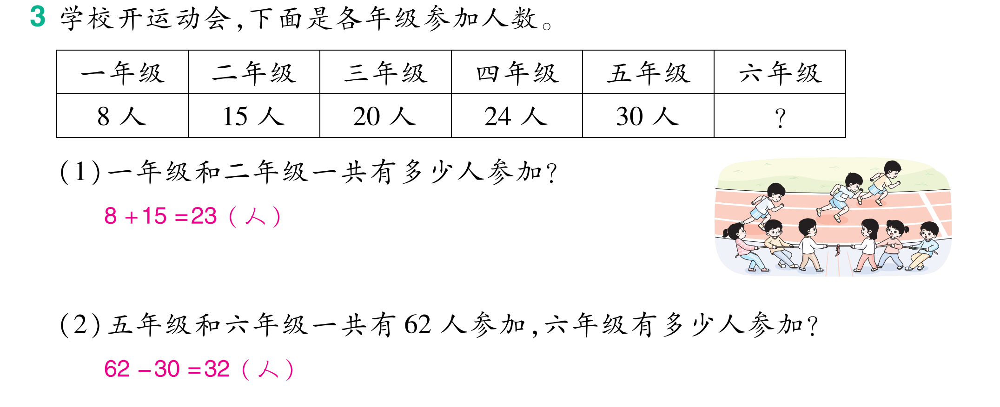 3 学校开运动会,下面是各年级参加人数。
一年级 二年级 三年级 四年级 五年级 六年级
8 人 15 人 20 人 24 人 30 人 ?
(1)一年级和二年级一共有多少人参加?
8 +15 =23(人)
(2)五年级和六年级一共有 62 人参加,六年级有多少人参加?
62 -30 =32(人)